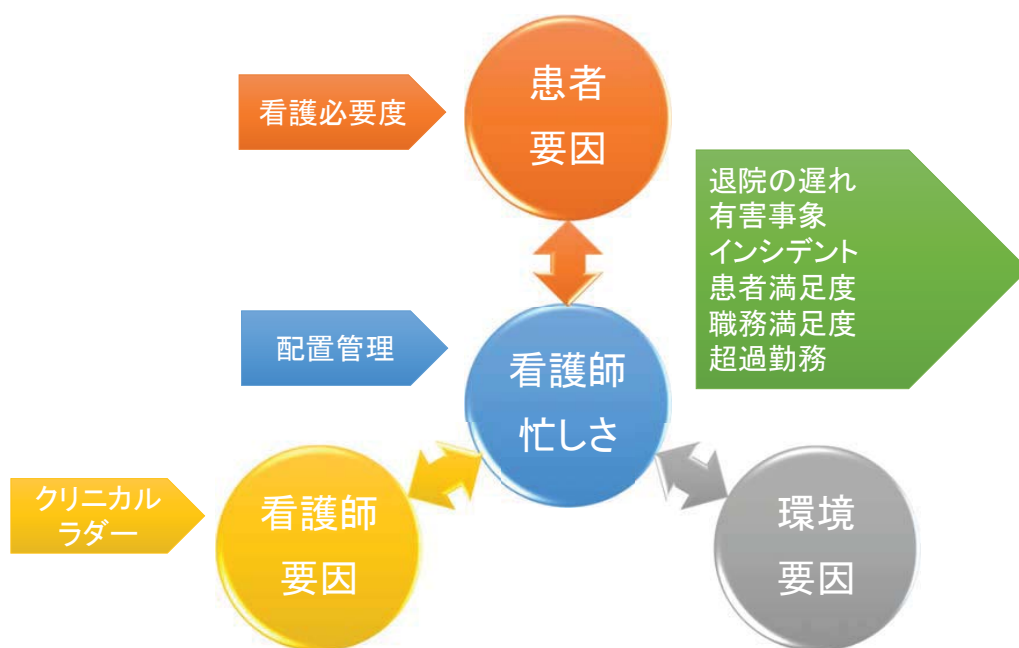 患者
要因
看護必要度
退院の遅れ
有害事象
インシデント
患者満足度
職務満足度
超過勤務
配置管理
看護師
忙しさ
クリニカル
ラダー
看護師
要因
環境
要因